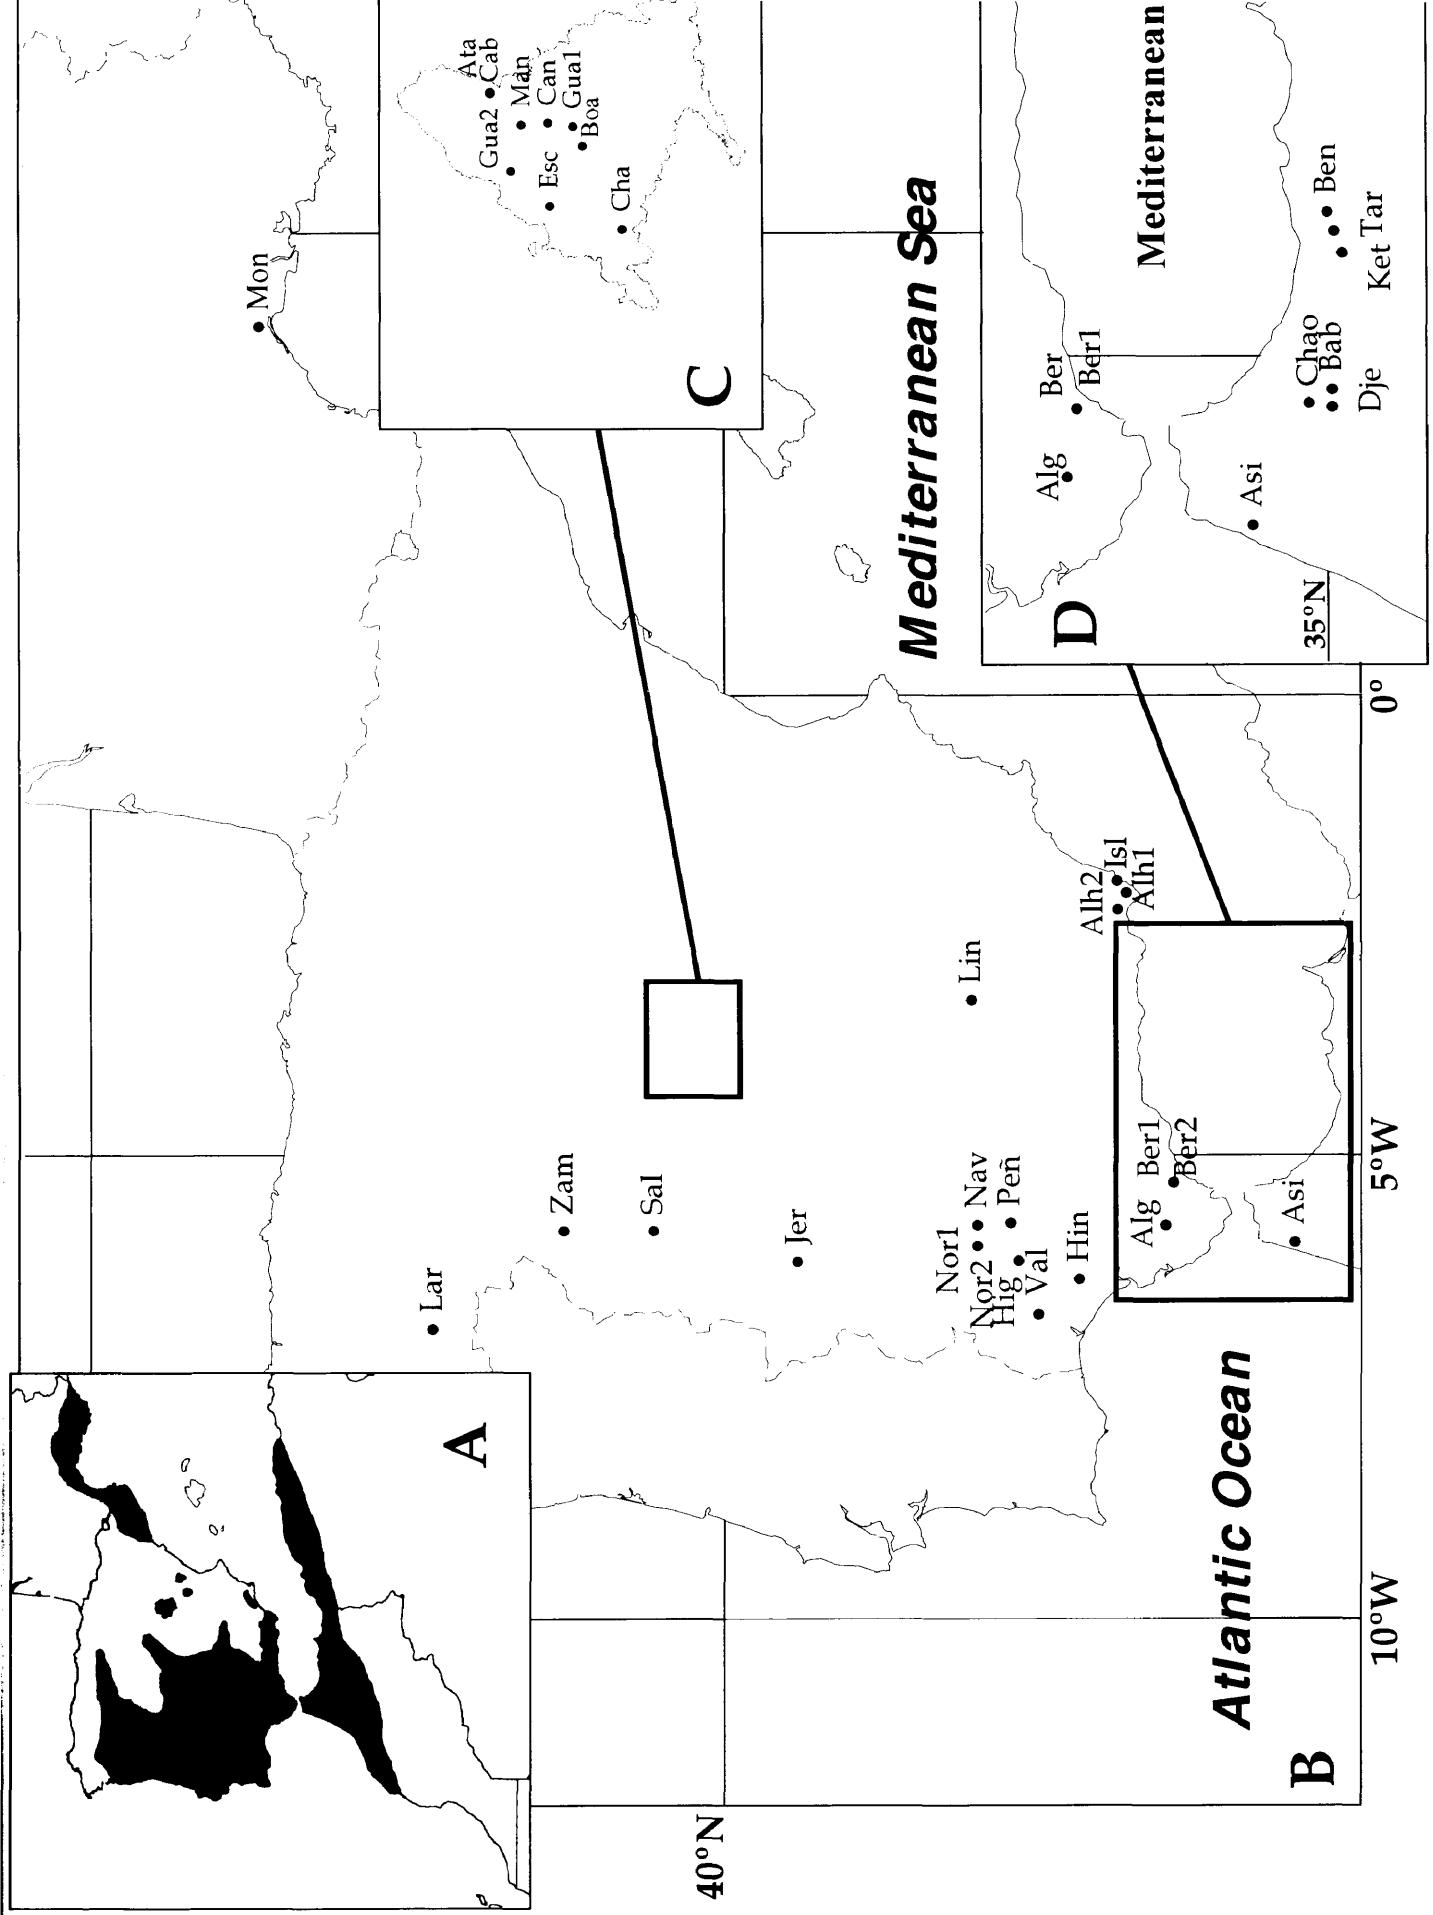 A
B
40°N
10°W
5°W
0°
Atlantic Ocean
Mediterranean Sea
Mon
Lar
Zam
Sal
Jer
Lin
Nor1
Nav
Nor2
Peñ
Hig
Val
Hin
Alh2
Isl
Alh1
Alg
Ber1
Ber2
Asi
C
Ata
Cab
Gua2
Man
Can
Esc
Gua1
Boa
Cha
D
Mediterranean
Alg
Ber
Ber1
Asi
35°N
Chao
Bab
Dje
Ben
Tar
Ket